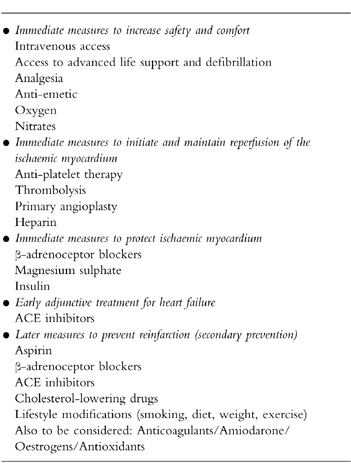 ● Immediate measures to increase safety and comfort
Intravenous access
Access to advanced life support and defibrillation
Analgesia
Anti-emetic
Oxygen
Nitrates
● Immediate measures to initiate and maintain reperfusion of the
ischaemic myocardium
Anti-platelet therapy
Thrombolysis
Primary angioplasty
Heparin
● Immediate measures to protect ischaemic myocardium
β-adrenoceptor blockers
Magnesium sulphate
Insulin
● Early adjunctive treatment for heart failure
ACE inhibitors
● Later measures to prevent reinfarction (secondary prevention)
Aspirin
β-adrenoceptor blockers
ACE inhibitors
Cholesterol-lowering drugs
Lifestyle modifications (smoking, diet, weight, exercise)
Also to be considered: Anticoagulants/Amiodarone/
Oestrogens/Antioxidants